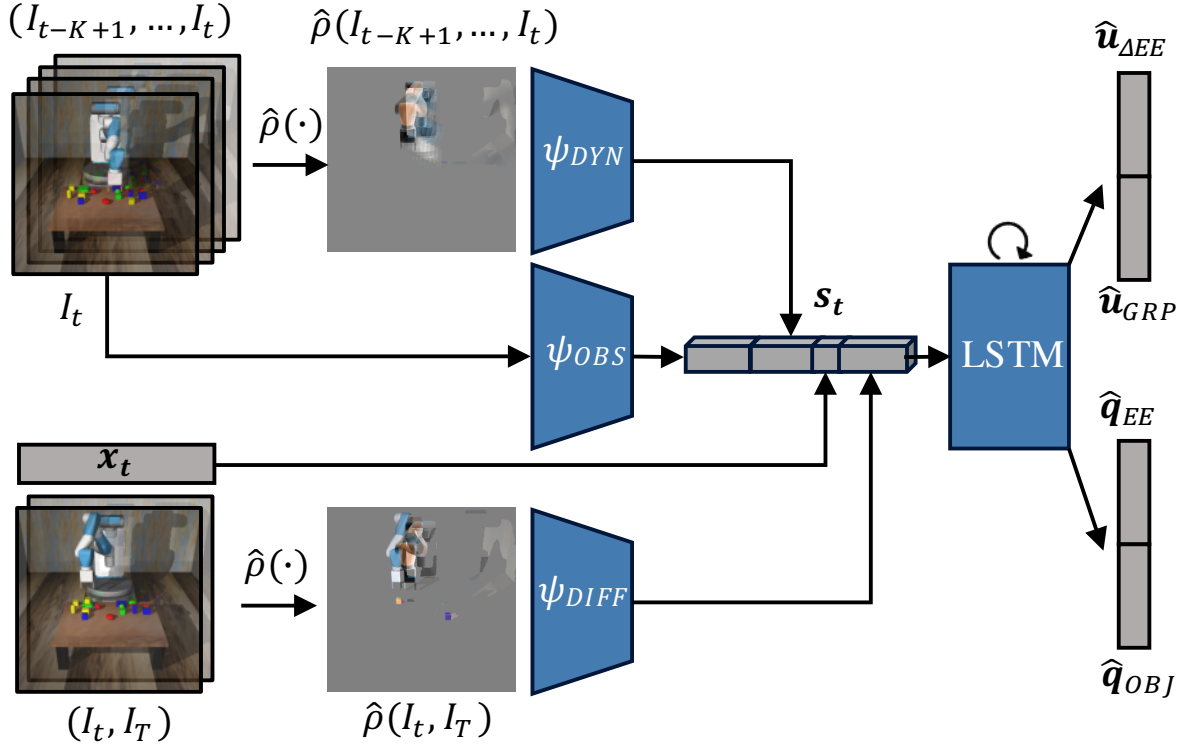 (I_{t−K+1}, … , I_t)
ρ̂(I_{t−K+1}, … , I_t)
û_{ΔEE}
ρ̂(·)
ψ_{DYN}
I_t
s_t
û_{GRP}
ψ_{OBS}
LSTM
q̂_{EE}
x_t
ρ̂(·)
ψ_{DIFF}
q̂_{OBJ}
(I_t, I_T)
ρ̂(I_t, I_T)